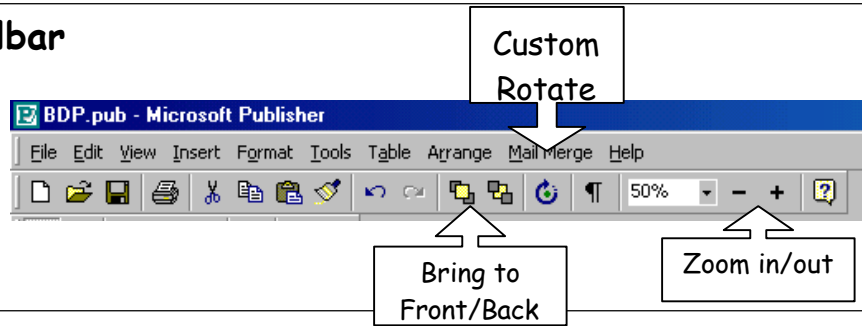 lbar
Custom
Rotate
BDP.pub - Microsoft Publisher
File Edit View Insert Format Tools Table Arrange Mail Merge Help
50%
Bring to
Front/Back
Zoom in/out